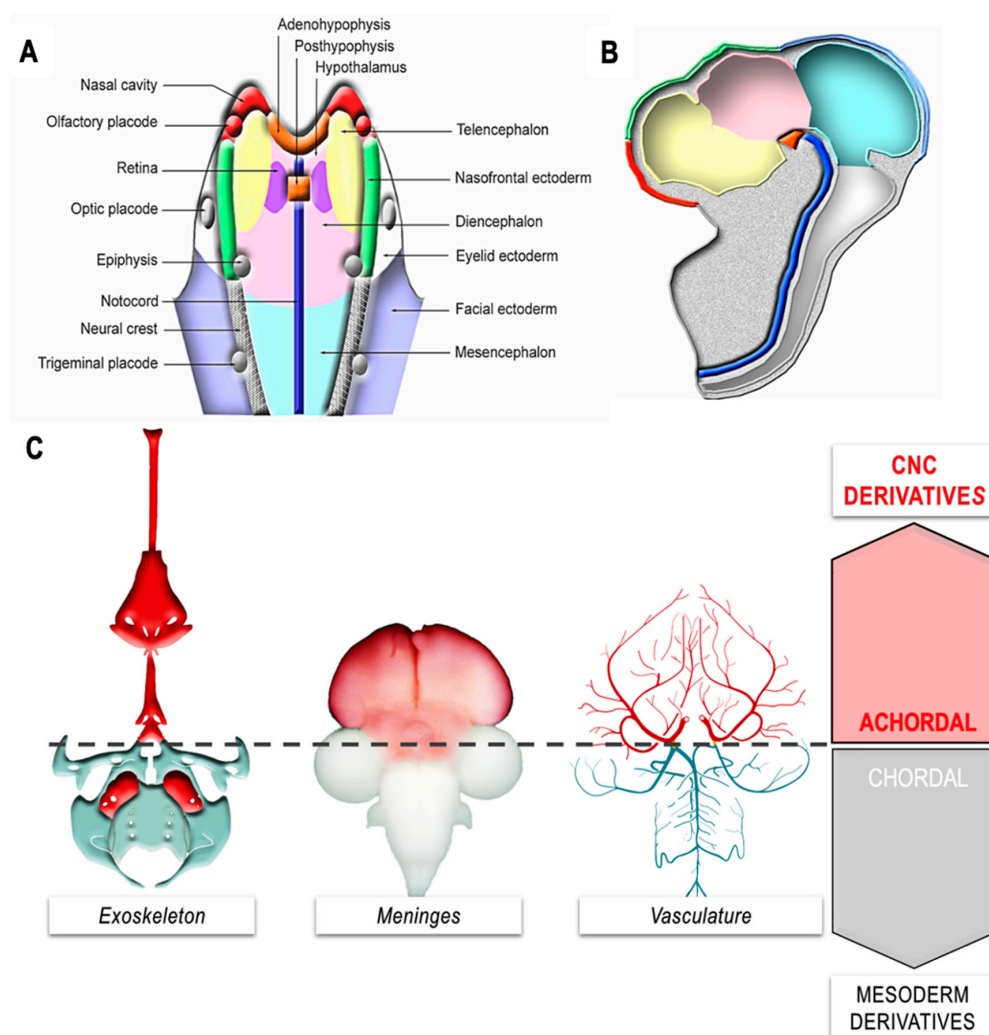 A
Adenohypophysis
Posthypophysis
Hypothalamus
Nasal cavity
Olfactory placode
Retina
Optic placode
Epiphysis
Notocord
Neural crest
Trigeminal placode
Telencephalon
Nasofrontal ectoderm
Diencephalon
Eyelid ectoderm
Facial ectoderm
Mesencephalon
B
C
CNC
DERIVATIVES
ACHORDAL
CHORDAL
Exoskeleton
Meninges
Vasculature
MESODERM
DERIVATIVES